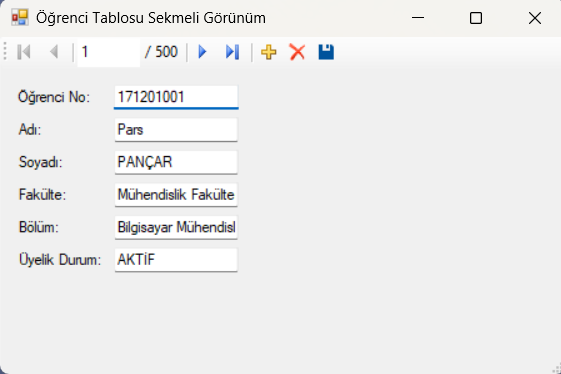 Öğrenci Tablosu Sekmeli Görünüm
1 / 500
Öğrenci No: 171201001
Adı: Pars
Soyadı: PANÇAR
Fakülte: Mühendislik Fakülte
Bölüm: Bilgisayar Mühendisl
Üyelik Durum: AKTİF